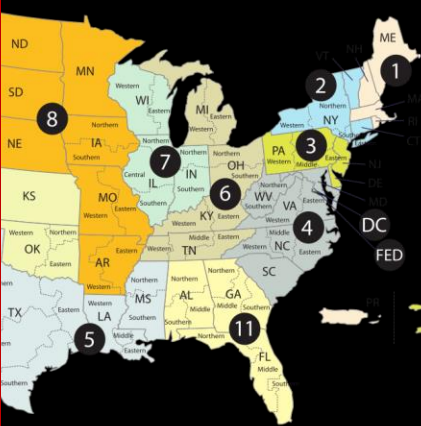 ME
ND
NH
VT
MN
1
Western
WI
Eastern
2
Northern
NY
MI
SD
Northern
Western
Eastern
Western
8
IA
Northern
3
PA
Western
Middle
Eastern
RI
CT
Southern
7
OH
NE
Northern
Southern
NJ
Central
IL
IN
DE
KS
MO
Southern
Southern
6
Northern
WV
VA
MD
Western
Eastern
Southern
Eastern
KY
Western
Eastern
Western
4
DC
Western
Northern
OK
Eastern
Eastern
AR
Western
Western
TN
Middle
Eastern
Middle
NC
Western
Eastern
FED
SC
Northern
MS
Northern
AL
Northern
GA
TX
Eastern
Western
LA
Middle
Middle
Southern
PR
5
Middle
Eastern
Southern
Southern
11
Northern
FL
Middle
Southern
Southern